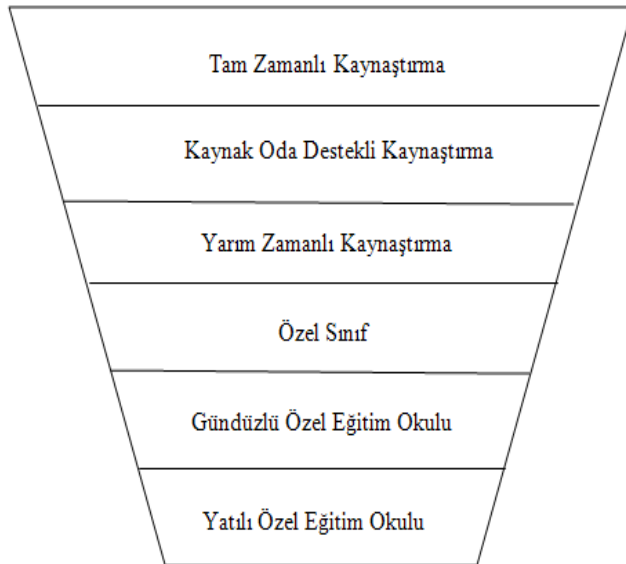 Tam Zamanlı Kaynaştırma
Kaynak Oda Destekli Kaynaştırma
Yarım Zamanlı Kaynaştırma
Özel Sınıf
Gündüzlü Özel Eğitim Okulu
Yatılı Özel Eğitim Okulu